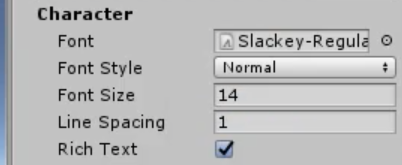 Character
Font Slackey-Regula
Font Style Normal
Font Size 14
Line Spacing 1
Rich Text